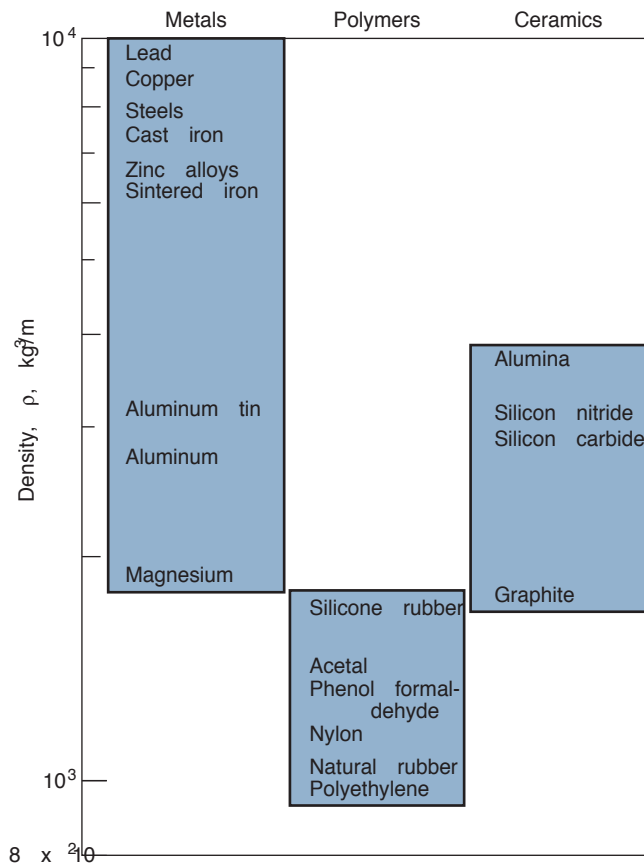 Metals Polymers Ceramics
10⁴
Lead
Copper
Steels
Cast iron
Zinc alloys
Sintered iron
Aluminum tin
Aluminum
Magnesium
Silicone rubber
Acetal
Phenol formal-
dehyde
Nylon
Natural rubber
Polyethylene
Alumina
Silicon nitride
Silicon carbide
Graphite
Density, ρ, kg/m³
10³
8 x 10²